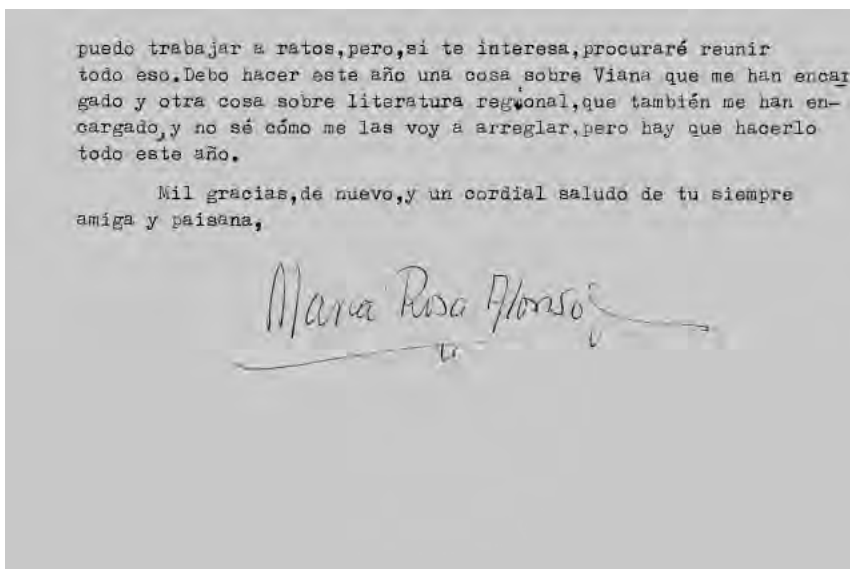 puedo trabajar a ratos,pero,si te interesa,procuraré reunir
todo eso.Debo hacer este año una cosa sobre Viana que me han encar
gado y otra cosa sobre literatura regional,que también me han en-
cargado,y no sé cómo me las voy a arreglar,pero hay que hacerlo
todo este año.
Mil gracias,de nuevo,y un cordial saludo de tu siempre
amiga y paisana,
Maria Rosa Alonso